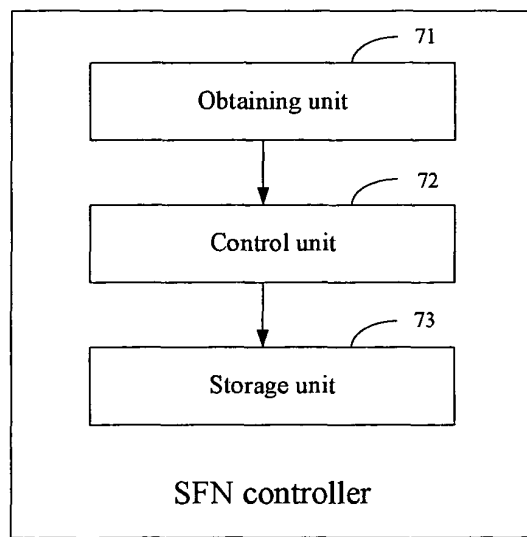 71
Obtaining unit
72
Control unit
73
Storage unit
SFN controller